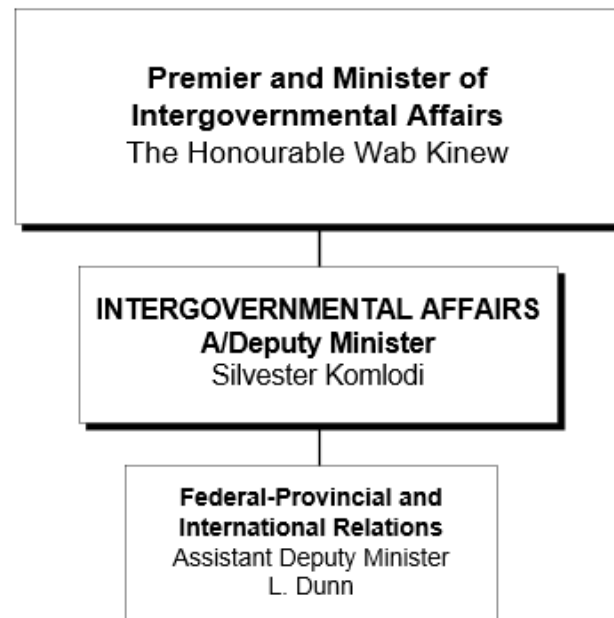 Premier and Minister of
Intergovernmental Affairs
The Honourable Wab Kinew
INTERGOVERNMENTAL AFFAIRS
A/Deputy Minister
Silvester Komlodi
Federal-Provincial and
International Relations
Assistant Deputy Minister
L. Dunn